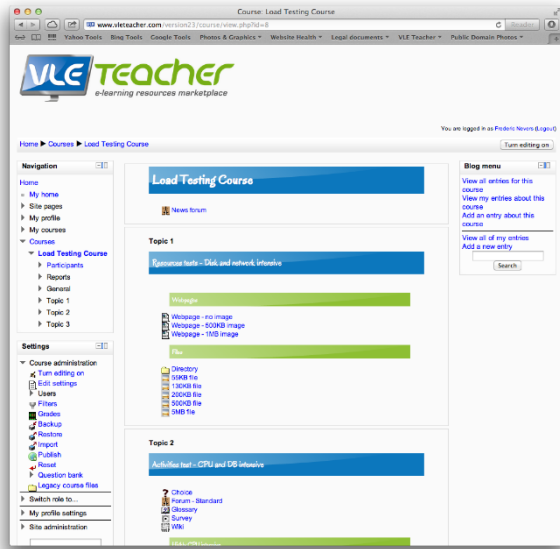 Course: Load Testing Course
www.vleteacher.com/version23/course/view.php?id=8
Reader
Yahoo Tools Bing Tools Google Tools Photos & Graphics Website Health Legal documents VLE Teacher Public Domain Photos
VLE TEACHER
e-learning resources marketplace
You are logged in as Frederic Nevers (Logout)
Home ► Courses ► Load Testing Course
Turn editing on
Navigation
Home
My home
Site pages
My profile
My courses
Courses
Load Testing Course
Participants
Reports
General
Topic 1
Topic 2
Topic 3
Settings
Course administration
Turn editing on
Edit settings
Users
Filters
Grades
Backup
Restore
Import
Publish
Reset
Question bank
Legacy course files
Switch role to...
My profile settings
Site administration
Load Testing Course
News forum
Topic 1
Resources tests - Disk and network intensive
Webpages
Webpage - no image
Webpage - 500KB image
Webpage - 1MB image
Files
Directory
55KB file
130KB file
200KB file
500KB file
5MB file
Topic 2
Activities test - CPU and DB intensive
Choice
Forum - Standard
Glossary
Survey
Wiki
Blog menu
View all entries for this
course
View my entries about this
course
Add an entry about this
course
View all of my entries
Add a new entry
Search